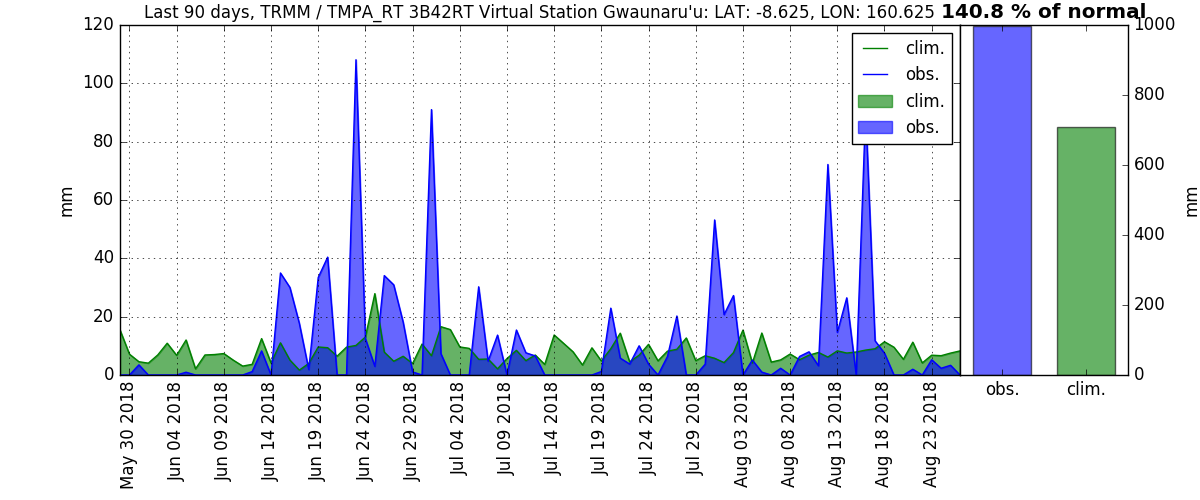 Last 90 days, TRMM / TMPA_RT 3B42RT Virtual Station Gwaunaru'u: LAT: -8.625, LON: 160.625 140.8 % of normal
120
100
80
60
40
20
0
mm
clim.
obs.
clim.
obs.
1000
800
600
400
200
0
mm
May 30 2018
Jun 04 2018
Jun 09 2018
Jun 14 2018
Jun 19 2018
Jun 24 2018
Jun 29 2018
Jul 04 2018
Jul 09 2018
Jul 14 2018
Jul 19 2018
Jul 24 2018
Jul 29 2018
Aug 03 2018
Aug 08 2018
Aug 13 2018
Aug 18 2018
Aug 23 2018
obs.
clim.